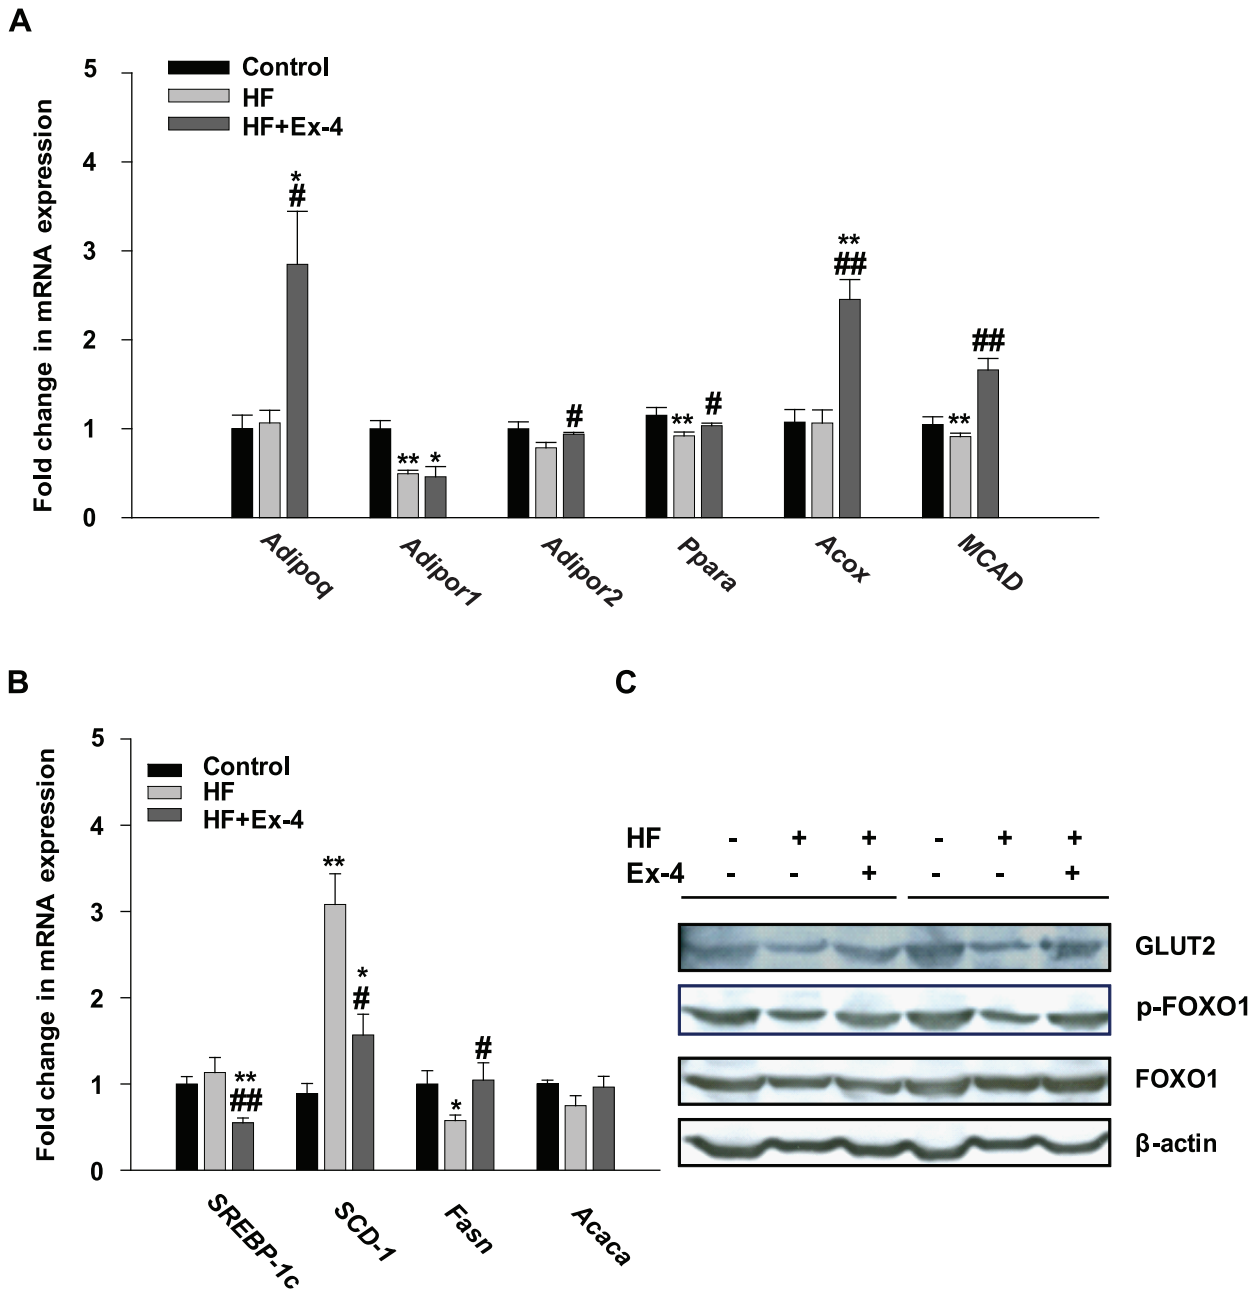 A
Fold change in mRNA expression
5
4
3
2
1
0
Control
HF
HF+Ex-4
*
#
**
*
#
**
#
**
##
**
##
Adipoq
Adipor1
Adipor2
Ppara
Acox
MCAD
B
Fold change in mRNA expression
5
4
3
2
1
0
Control
HF
HF+Ex-4
**
##
**
*
#
*
#
SREBP-1c
SCD-1
Fasn
Acaca
C
HF - + + - + +
Ex-4 - - + - - +
GLUT2
p-FOXO1
FOXO1
β-actin